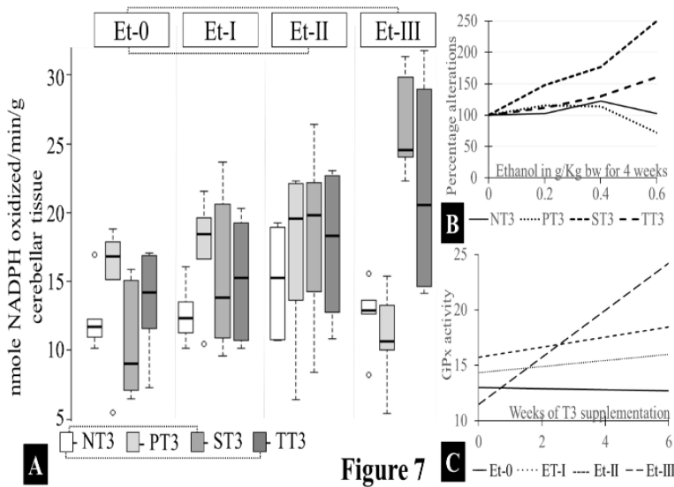 Et-0 Et-I Et-II Et-III
nmole NADPH oxidized/min/g
cerebellar tissue
30
25
20
15
10
5
A
- NT3 - PT3 - ST3 - TT3
Figure 7
Percentage alterations
250
200
150
100
50
0
Ethanol in g/Kg bw for 4 weeks
0 0.2 0.4 0.6
B
NT3 PT3 ST3 TT3
GPx activity
25
20
15
10
Weeks of T3 supplementation
0 2 4 6
C
Et-0 ET-I Et-II Et-III